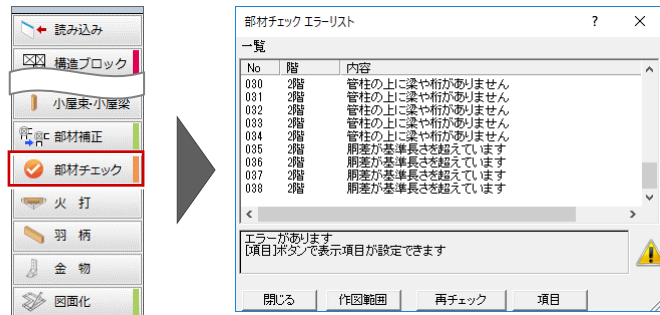 読み込み
構造ブロック
小屋束・小屋梁
部材補正
部材チェック
火 打
羽 柄
金 物
図面化
部材チェック エラーリスト ? ×
一覧
No 階 内容
030 2階 管柱の上に梁や桁がありません
031 2階 管柱の上に梁や桁がありません
032 2階 管柱の上に梁や桁がありません
033 2階 管柱の上に梁や桁がありません
034 2階 管柱の上に梁や桁がありません
035 2階 胴差が基準長さを超えています
036 2階 胴差が基準長さを超えています
037 2階 胴差が基準長さを超えています
038 2階 胴差が基準長さを超えています
エラーがあります
[項目]ボタンで表示項目が設定できます
閉じる 作図範囲 再チェック 項目